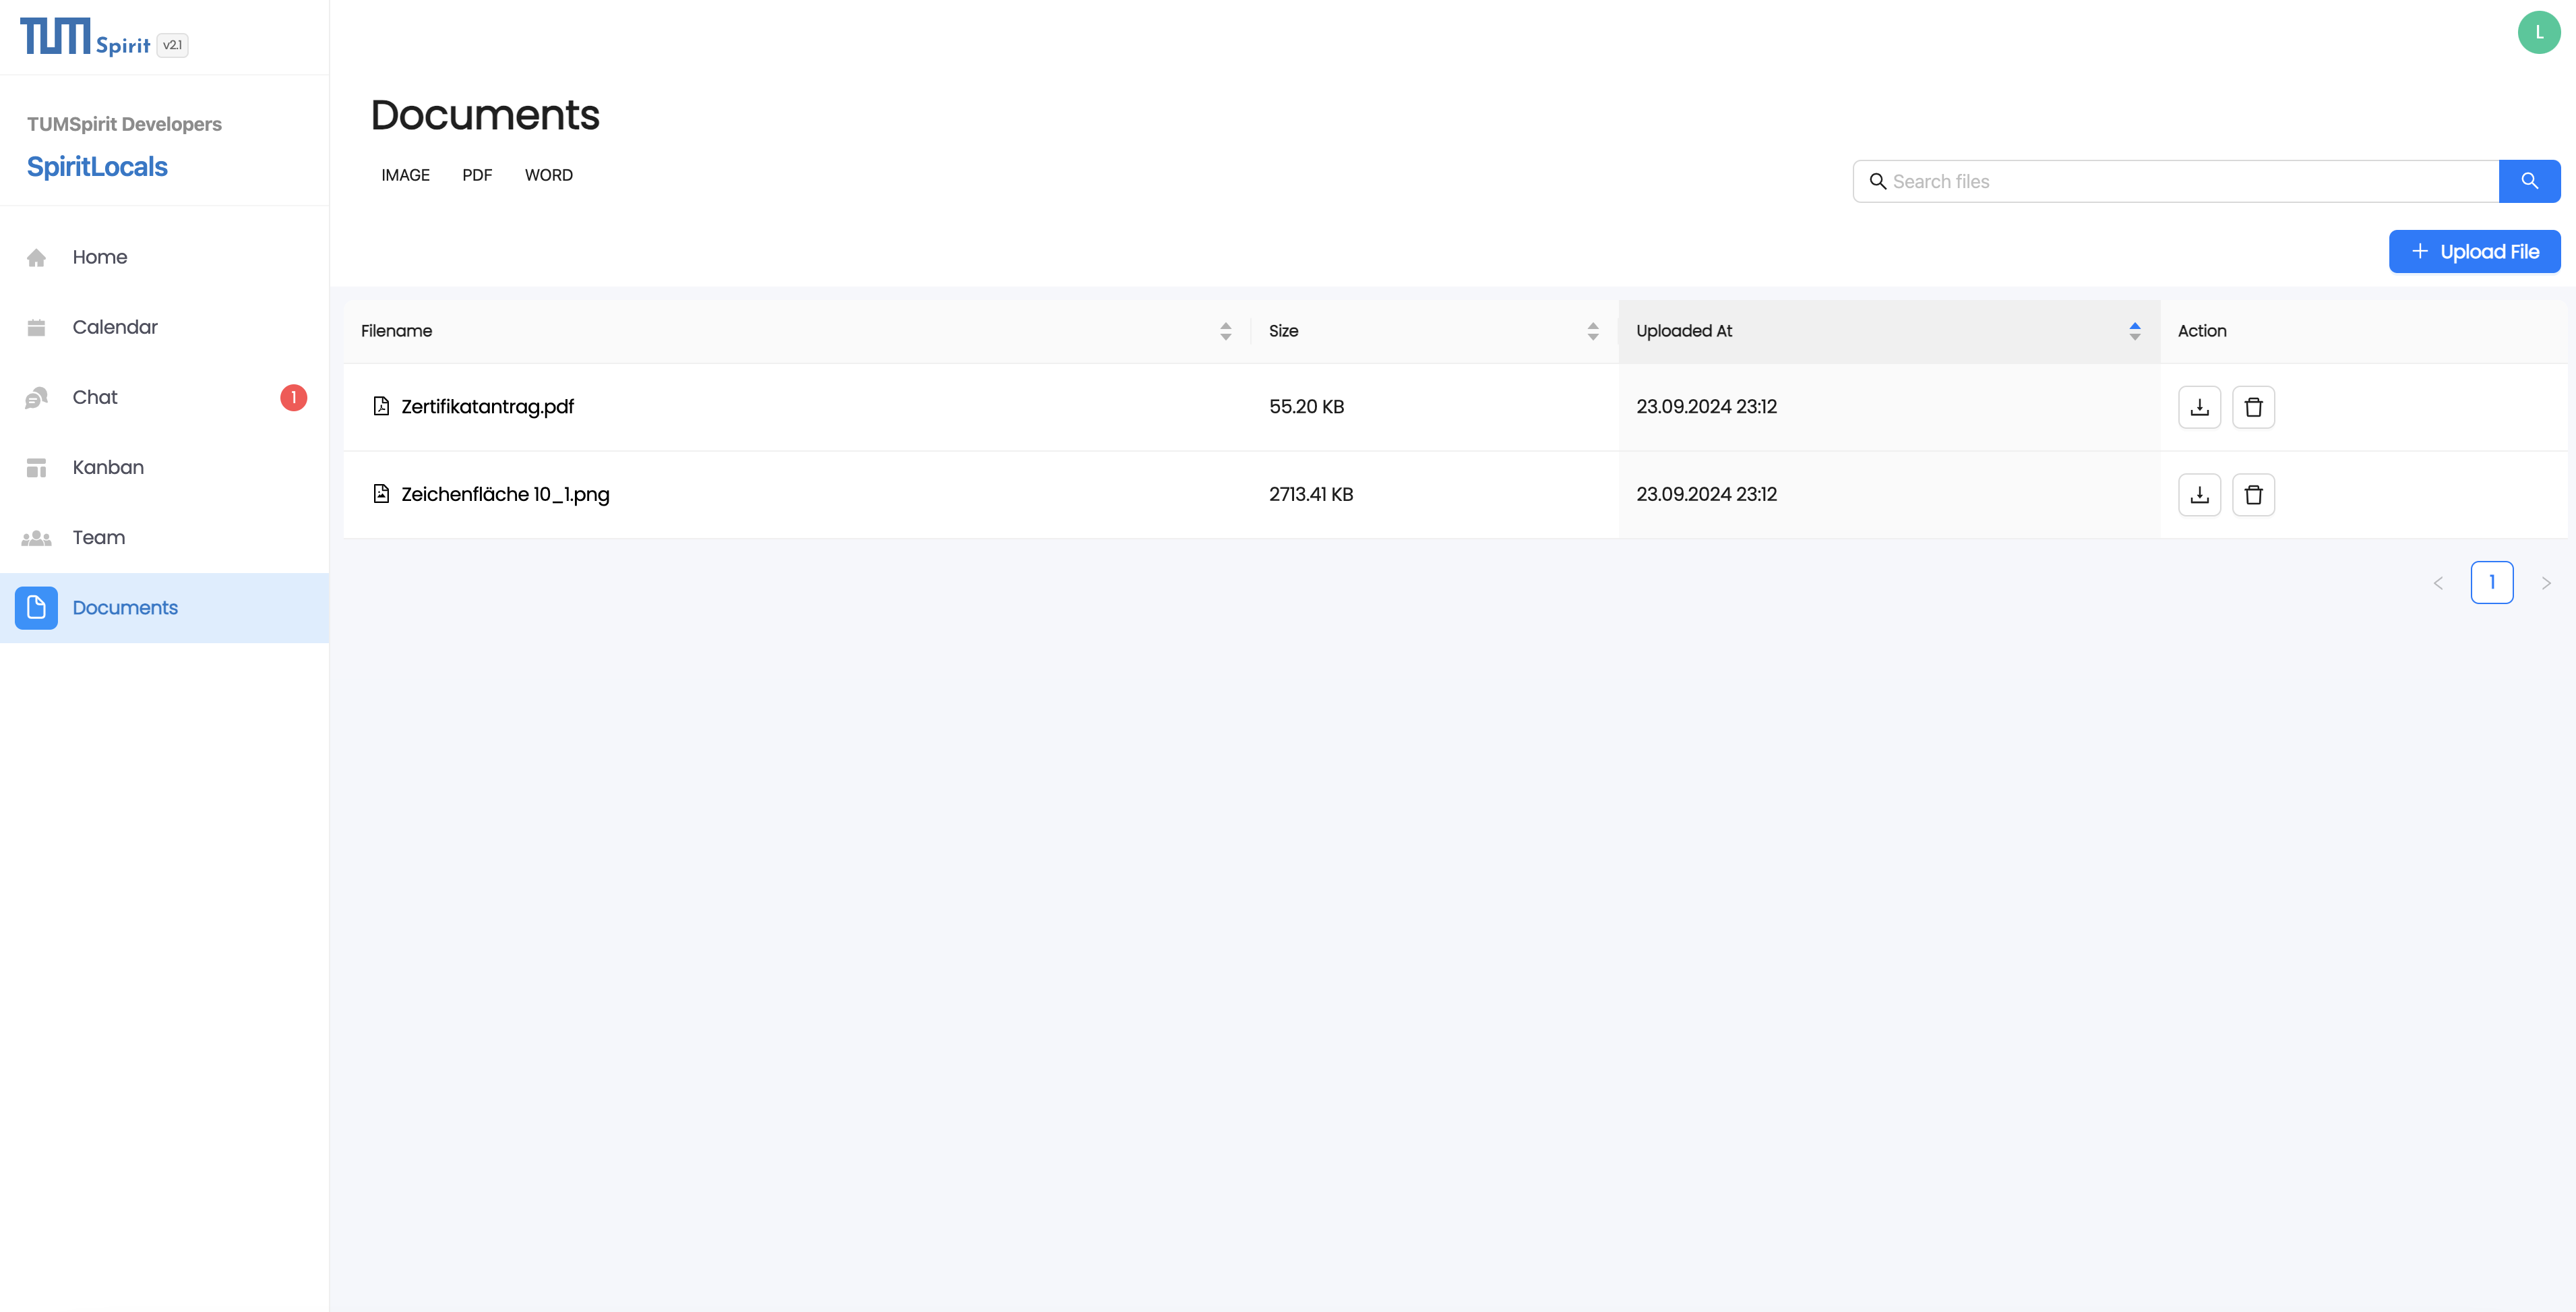 TUM Spirit v2.1
L
TUMSpirit Developers
SpiritLocals
Home
Calendar
Chat 1
Kanban
Team
Documents
Documents
IMAGE PDF WORD
Search files
Upload File
Filename Size Uploaded At Action
Zertifikatantrag.pdf 55.20 KB 23.09.2024 23:12
Zeichenfläche 10_1.png 2713.41 KB 23.09.2024 23:12
1